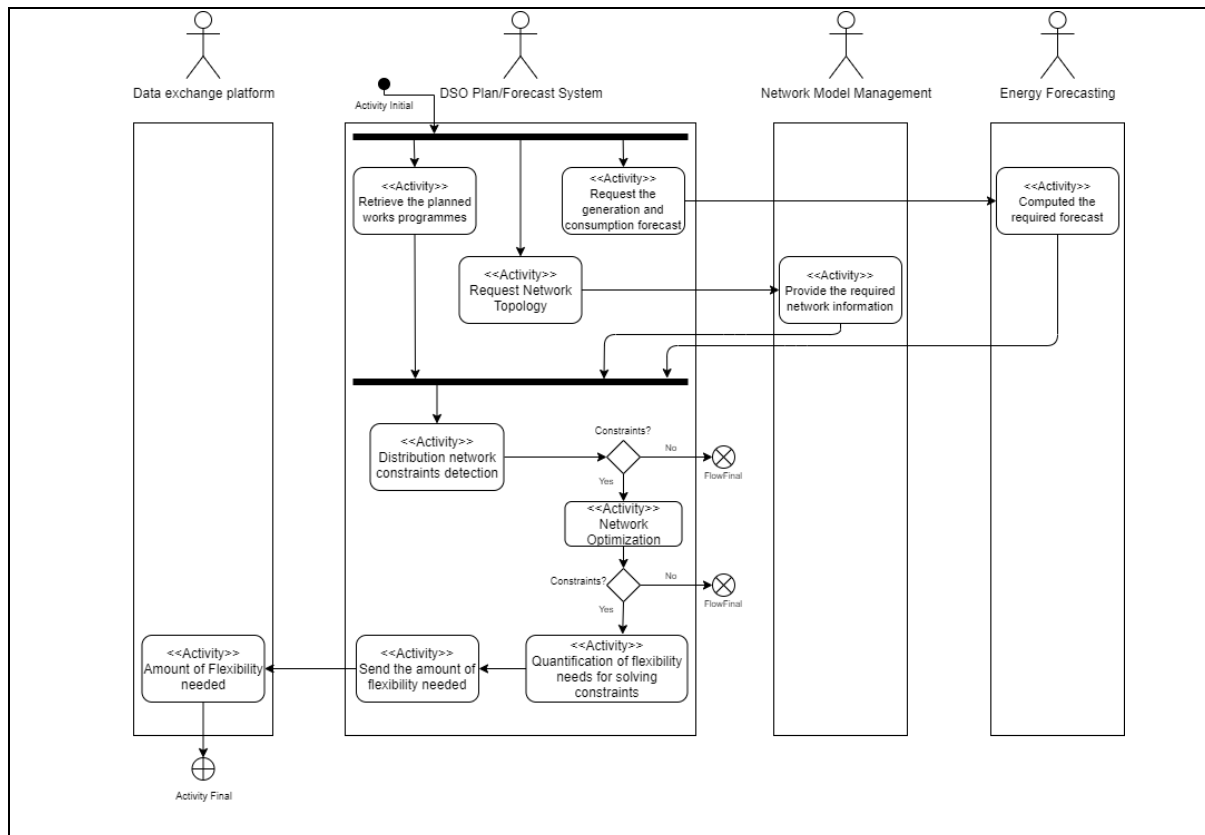 Data exchange platform
DSO Plan/Forecast System
Network Model Management
Energy Forecasting
Activity Initial
<<Activity>>
Retrieve the planned
works programmes
<<Activity>>
Request the
generation and
consumption forecast
<<Activity>>
Computed the
required forecast
<<Activity>>
Request Network
Topology
<<Activity>>
Provide the required
network information
<<Activity>>
Distribution network
constraints detection
Constraints?
No
FlowFinal
Yes
<<Activity>>
Network
Optimization
Constraints?
No
FlowFinal
Yes
<<Activity>>
Quantification of flexibility
needs for solving
constraints
<<Activity>>
Send the amount of
flexibility needed
<<Activity>>
Amount of Flexibility
needed
Activity Final